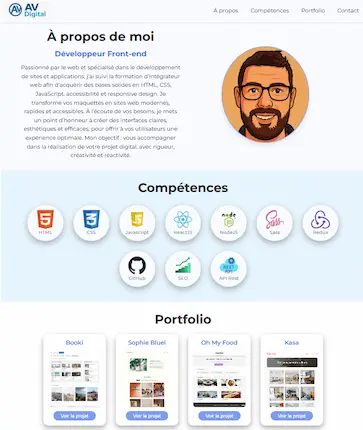 AV
Digital
À propos
Compétences
Portfolio
Contact
À propos de moi
Développeur Front-end
Passionné par le web et spécialisé dans le développement
de sites et applications, j'ai suivi la formation d'intégrateur
web afin d'acquérir des bases solides en HTML, CSS,
JavaScript, accessibilité et responsive design. Je
transforme vos maquettes en sites web modernes,
rapides et accessibles. À l'écoute de vos besoins, je mets
un point d'honneur à créer des interfaces claires,
esthétiques et efficaces, pour offrir à vos utilisateurs une
expérience optimale. Mon objectif : vous accompagner
dans la réalisation de votre projet digital avec rigueur,
créativité et réactivité.
Compétences
HTML
CSS
Javascript
ReactJS
NodeJS
Sass
Redux
GitHub
SEO
API Rest
Portfolio
Booki
Sophie Bluel
Oh My Food
Kasa
Voir le projet
Voir le projet
Voir le projet
Voir le projet